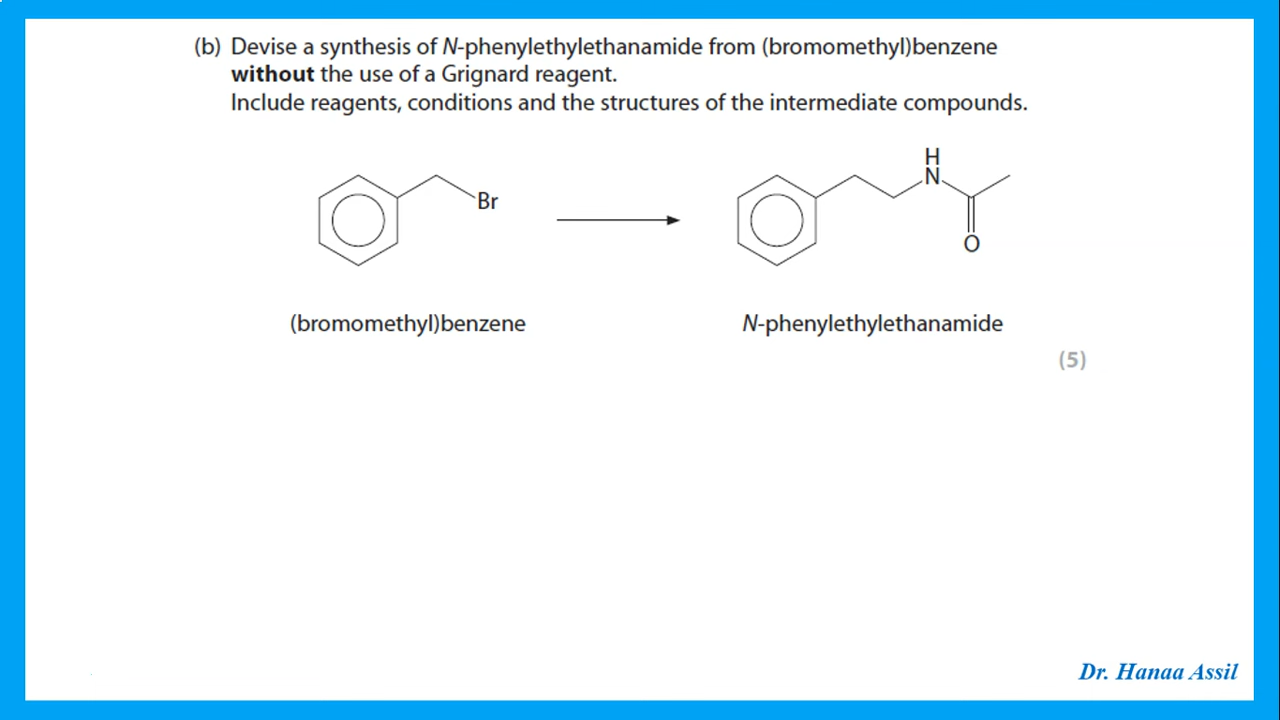 (b) Devise a synthesis of N-phenylethylethanamide from (bromomethyl)benzene
without the use of a Grignard reagent.
Include reagents, conditions and the structures of the intermediate compounds.
H
N
Br
O
(bromomethyl)benzene
N-phenylethylethanamide
(5)
Dr. Hanaa Assil